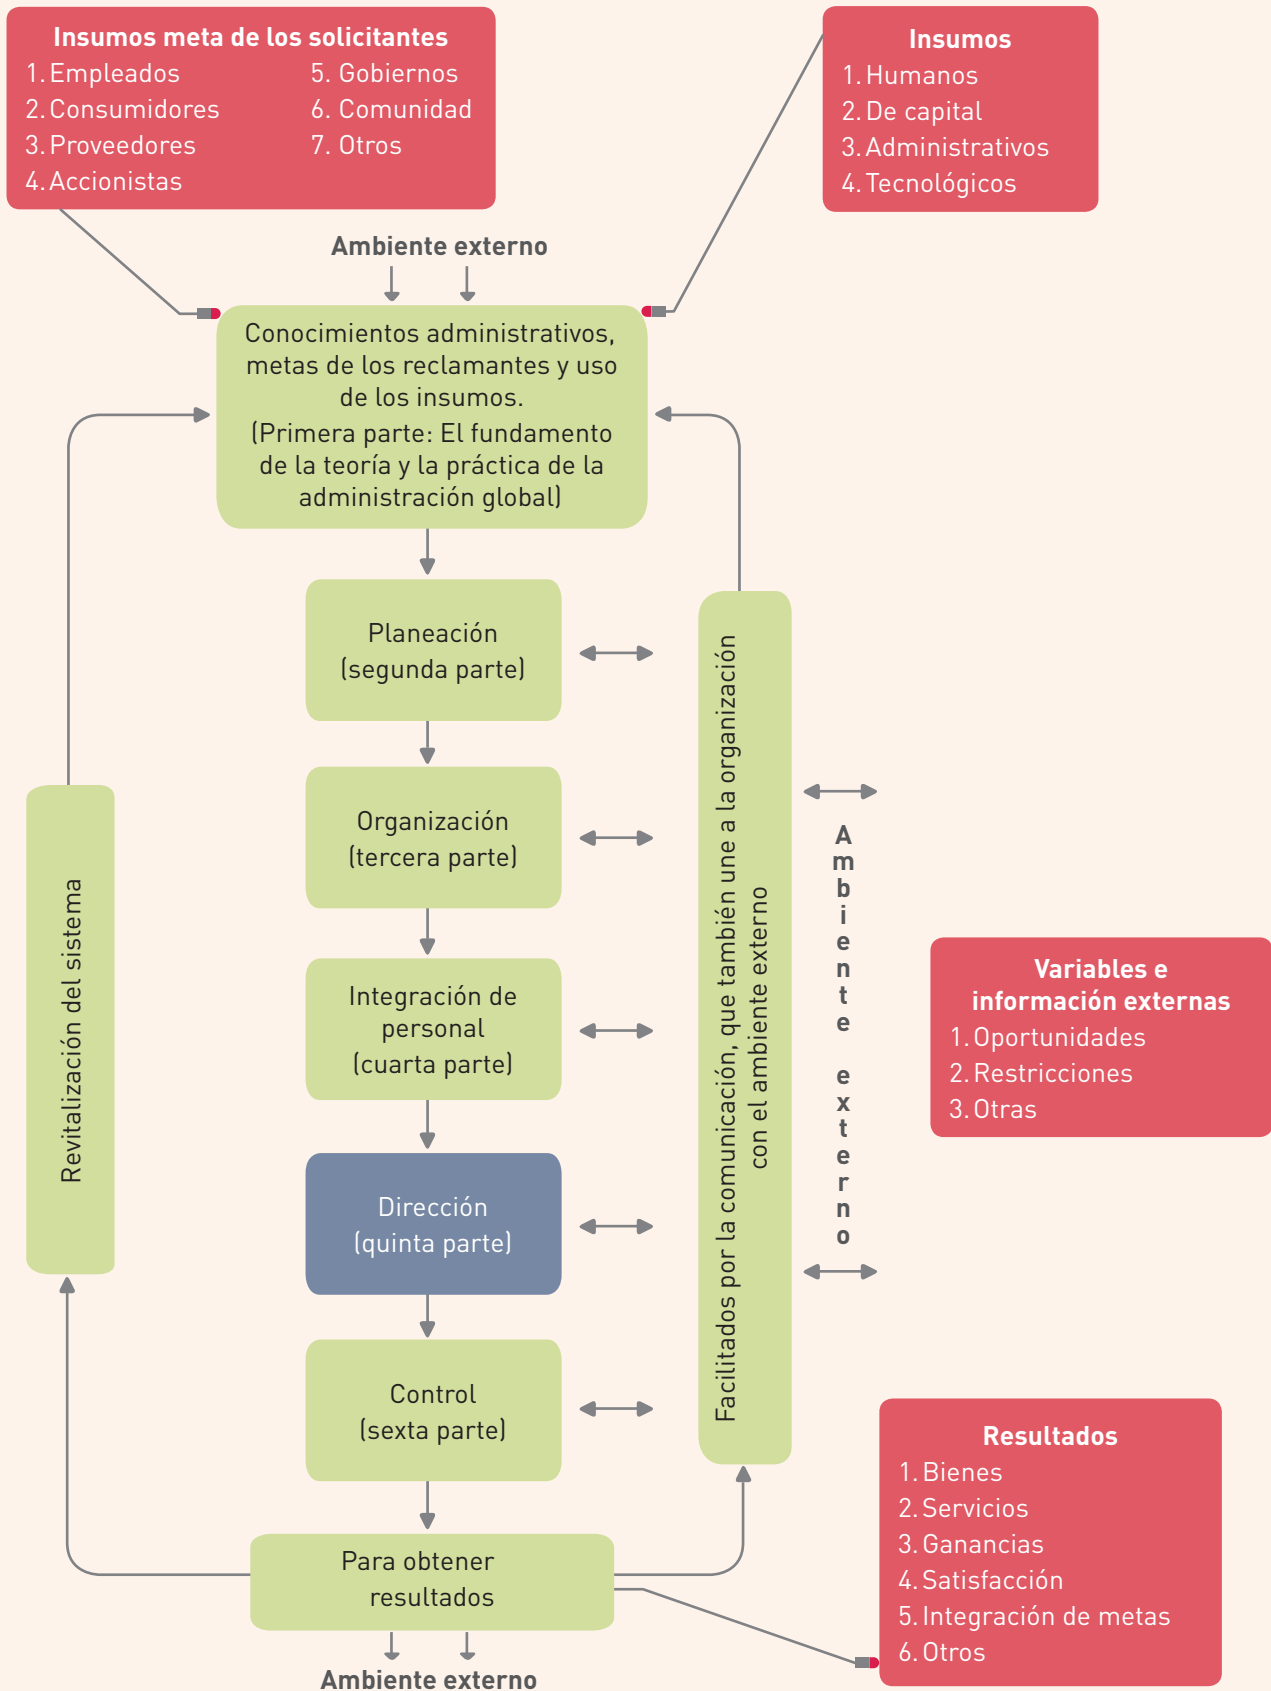 Insumos meta de los solicitantes
1. Empleados
2. Consumidores
3. Proveedores
4. Accionistas
5. Gobiernos
6. Comunidad
7. Otros
Insumos
1. Humanos
2. De capital
3. Administrativos
4. Tecnológicos
Ambiente externo
Conocimientos administrativos,
metas de los reclamantes y uso
de los insumos.
(Primera parte: El fundamento
de la teoría y la práctica de la
administración global)
Planeación
(segunda parte)
Organización
(tercera parte)
Integración de
personal
(cuarta parte)
Dirección
(quinta parte)
Control
(sexta parte)
Para obtener
resultados
Ambiente externo
Revitalización del sistema
Facilitados por la comunicación, que también une a la organización
con el ambiente externo
Ambiente externo
Variables e
información externas
1. Oportunidades
2. Restricciones
3. Otras
Resultados
1. Bienes
2. Servicios
3. Ganancias
4. Satisfacción
5. Integración de metas
6. Otros